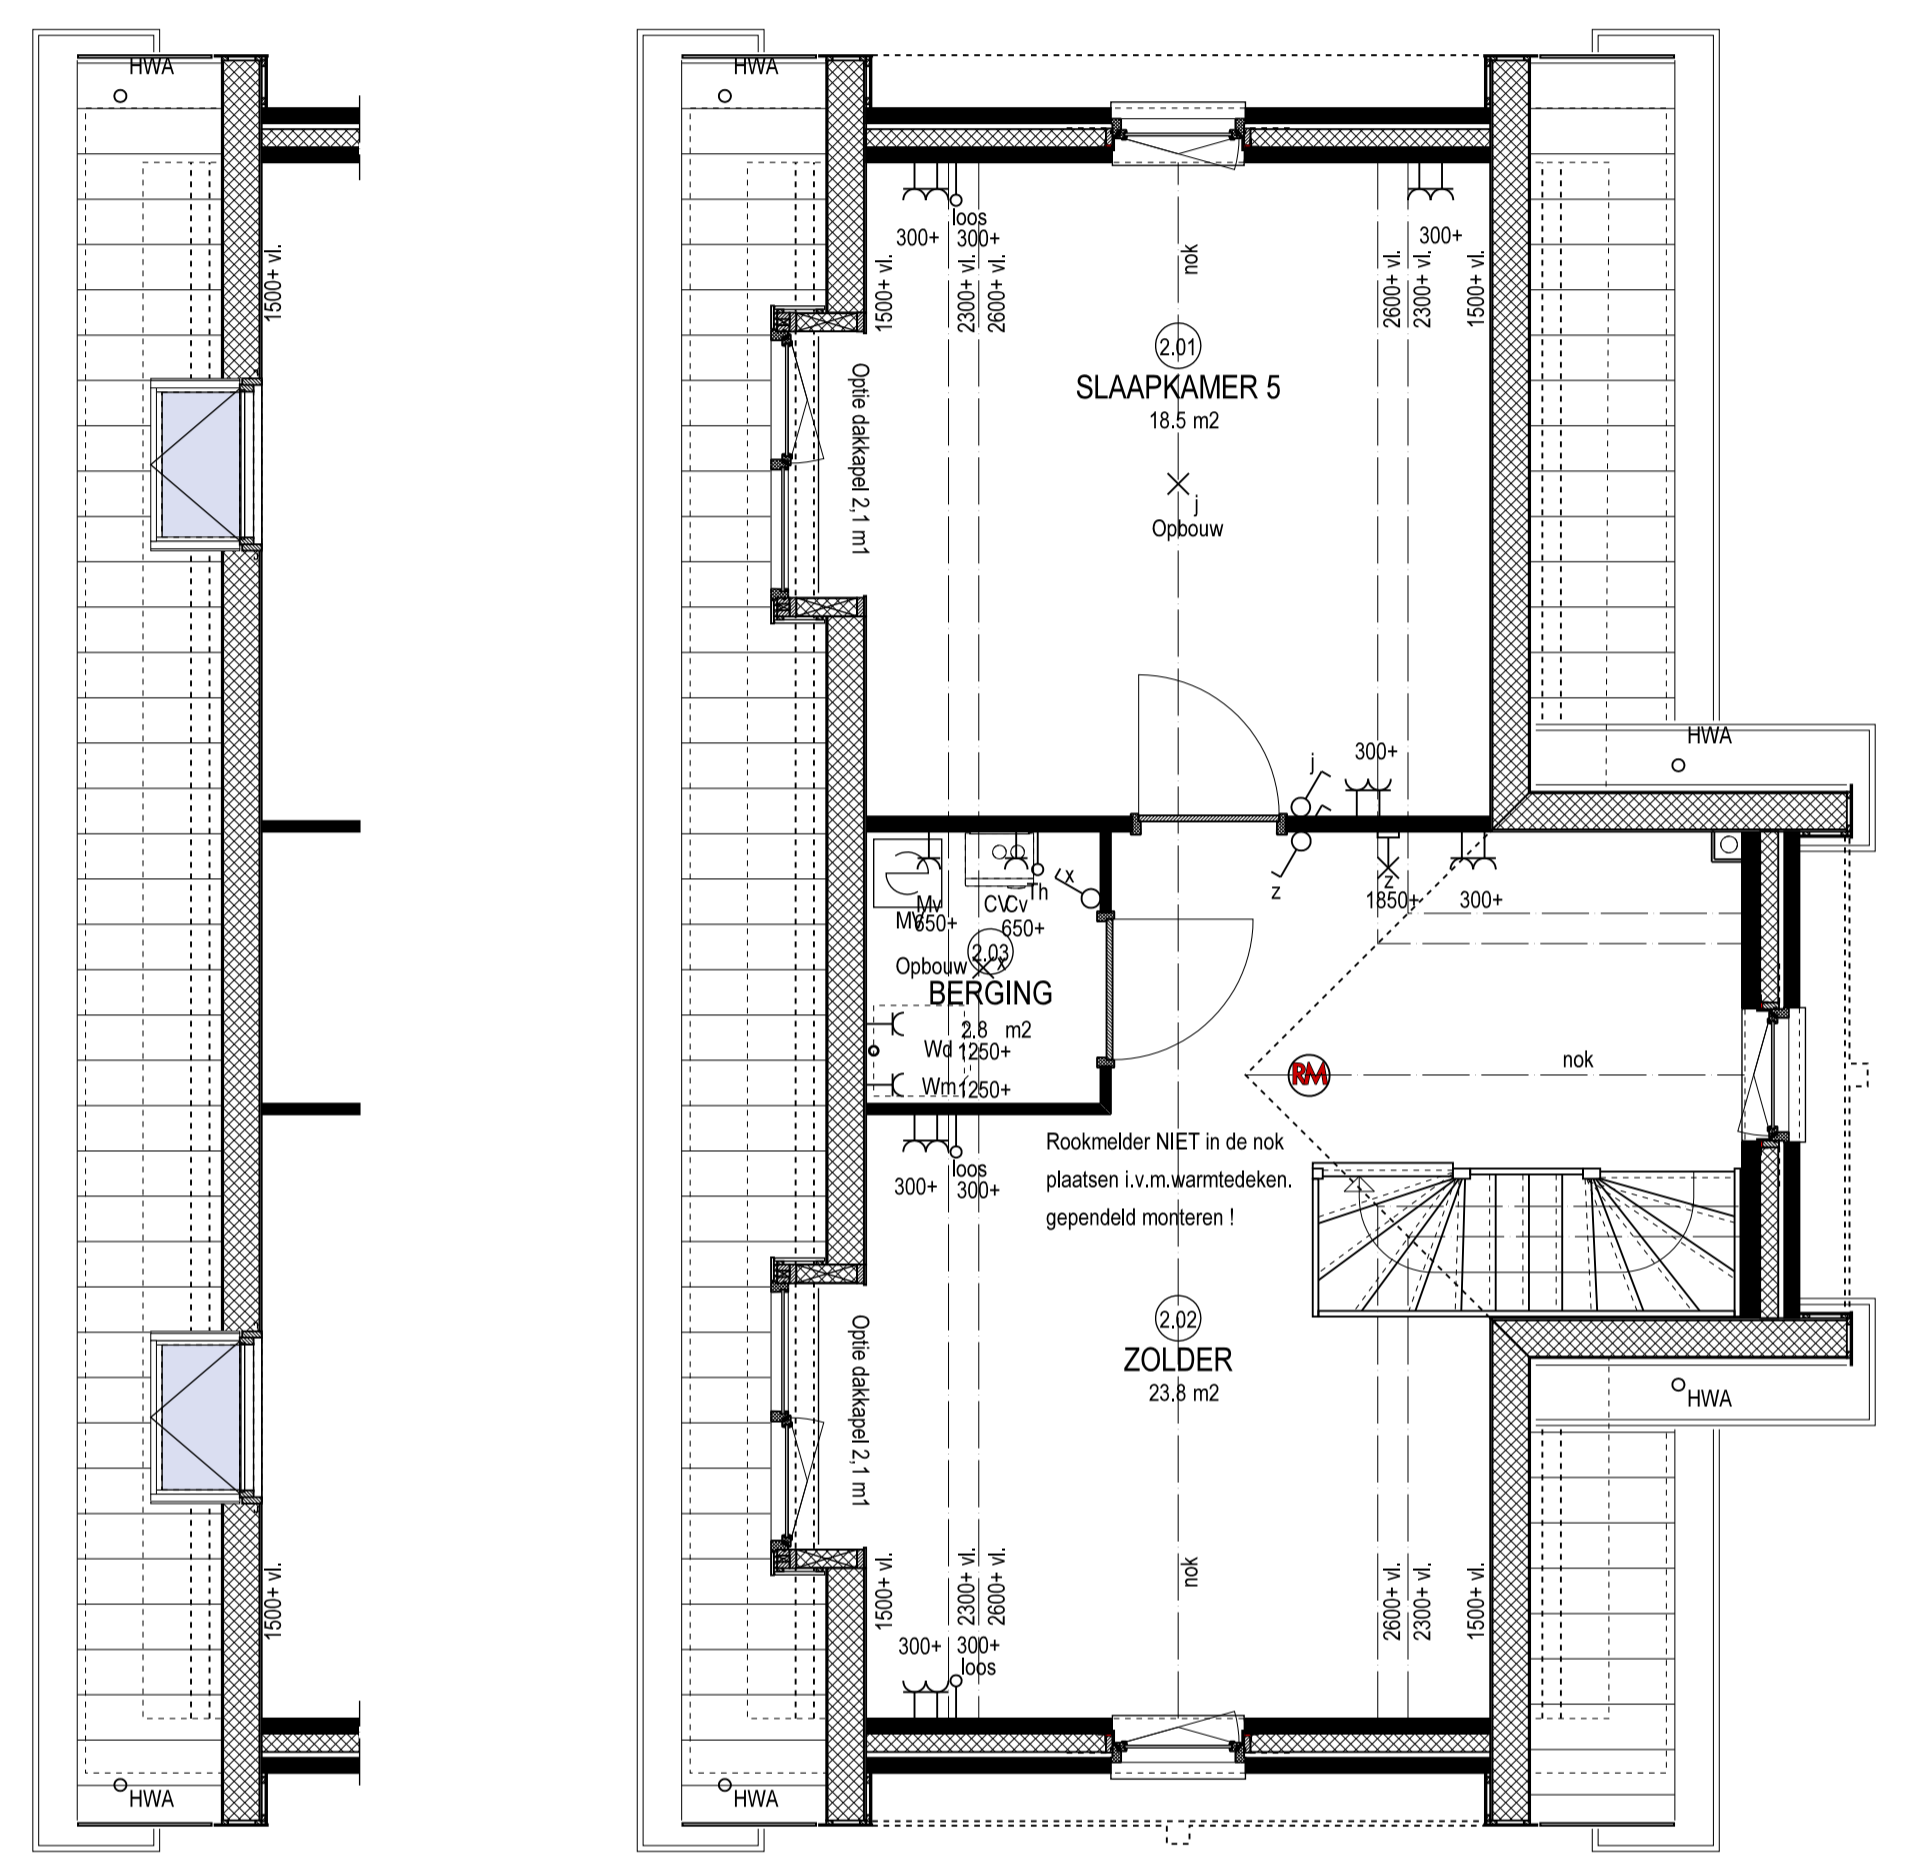 HWA
HWA
loos
300+
300+
300+
1500+ vl.
1500+ vl.
2300+ vl.
2600+ vl.
nok
2600+ vl.
2300+ vl.
1500+ vl.
2.01
SLAAPKAMER 5
18.5 m2
Optie dakkapel 2,1 m1
j
Opbouw
HWA
j
300+
z
z
1850+
300+
x
Th
Mv
CV
Cv
MV
650+
650+
2.03
Opbouw
x
BERGING
2.8 m2
Wd 1250+
Wm 1250+
RM
nok
Rookmelder NIET in de nok
plaatsen i.v.m.warmtedeken.
gependeld monteren !
loos
300+
300+
2.02
ZOLDER
23.8 m2
Optie dakkapel 2,1 m1
HWA
1500+ vl.
1500+ vl.
2300+ vl.
2600+ vl.
nok
2600+ vl.
2300+ vl.
1500+ vl.
300+
300+
loos
HWA
HWA